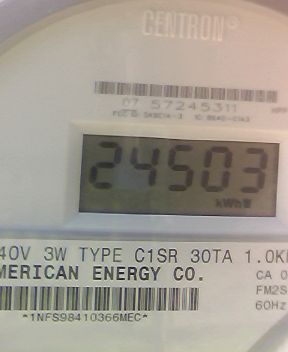 CENTRON®
07 57245311
24503
kWh
40V 3W TYPE C1SR 30TA 1.0K
MERICAN ENERGY CO.
CA 0
FM2S
60Hz
*1NFS98410366MEC*